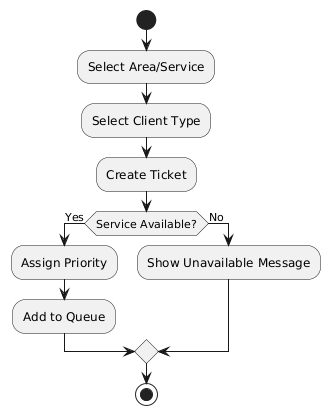 Select Area/Service
Select Client Type
Create Ticket
Service Available?
Yes
No
Assign Priority
Show Unavailable Message
Add to Queue